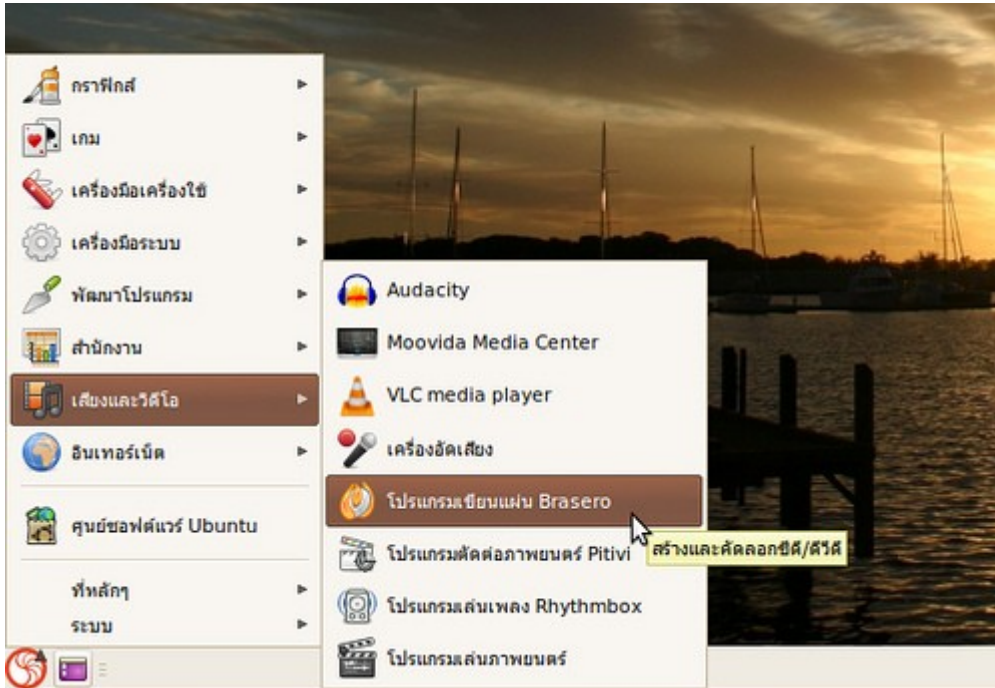 กราฟิกส์
เกม
เครื่องมือเครื่องใช้
เครื่องมือระบบ
พัฒนาโปรแกรม
สำนักงาน
เสียงและวิดีโอ
อินเทอร์เน็ต
ศูนย์ซอฟต์แวร์ Ubuntu
ที่หลักๆ
ระบบ
Audacity
Moovida Media Center
VLC media player
เครื่องอัดเสียง
โปรแกรมเขียนแผ่น Brasero
โปรแกรมตัดต่อภาพยนตร์ Pitivi
โปรแกรมเล่นเพลง Rhythmbox
โปรแกรมเล่นภาพยนตร์
สร้างและคัดลอกซีดี/ดีวีดี